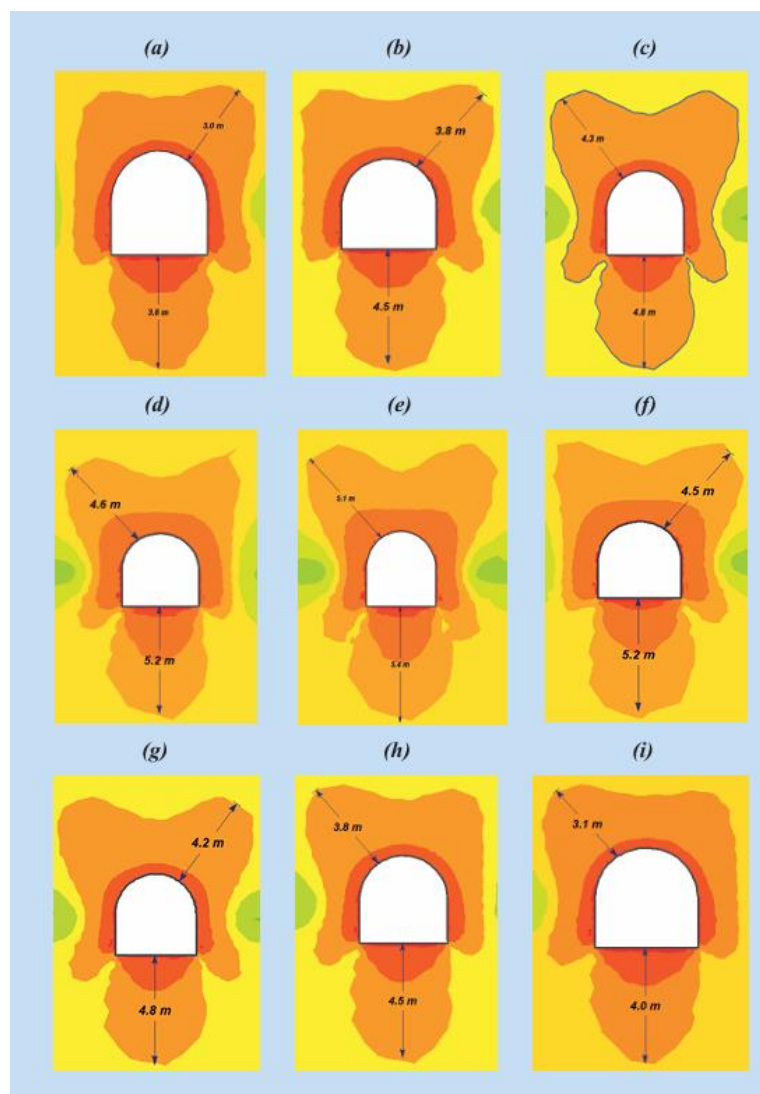 (a) (b) (c)
3.0 m
3.8 m
4.3 m
3.8 m
4.5 m
4.8 m
(d) (e) (f)
4.6 m
5.1 m
4.5 m
5.2 m
5.4 m
5.2 m
(g) (h) (i)
4.2 m
3.8 m
3.1 m
4.8 m
4.5 m
4.0 m